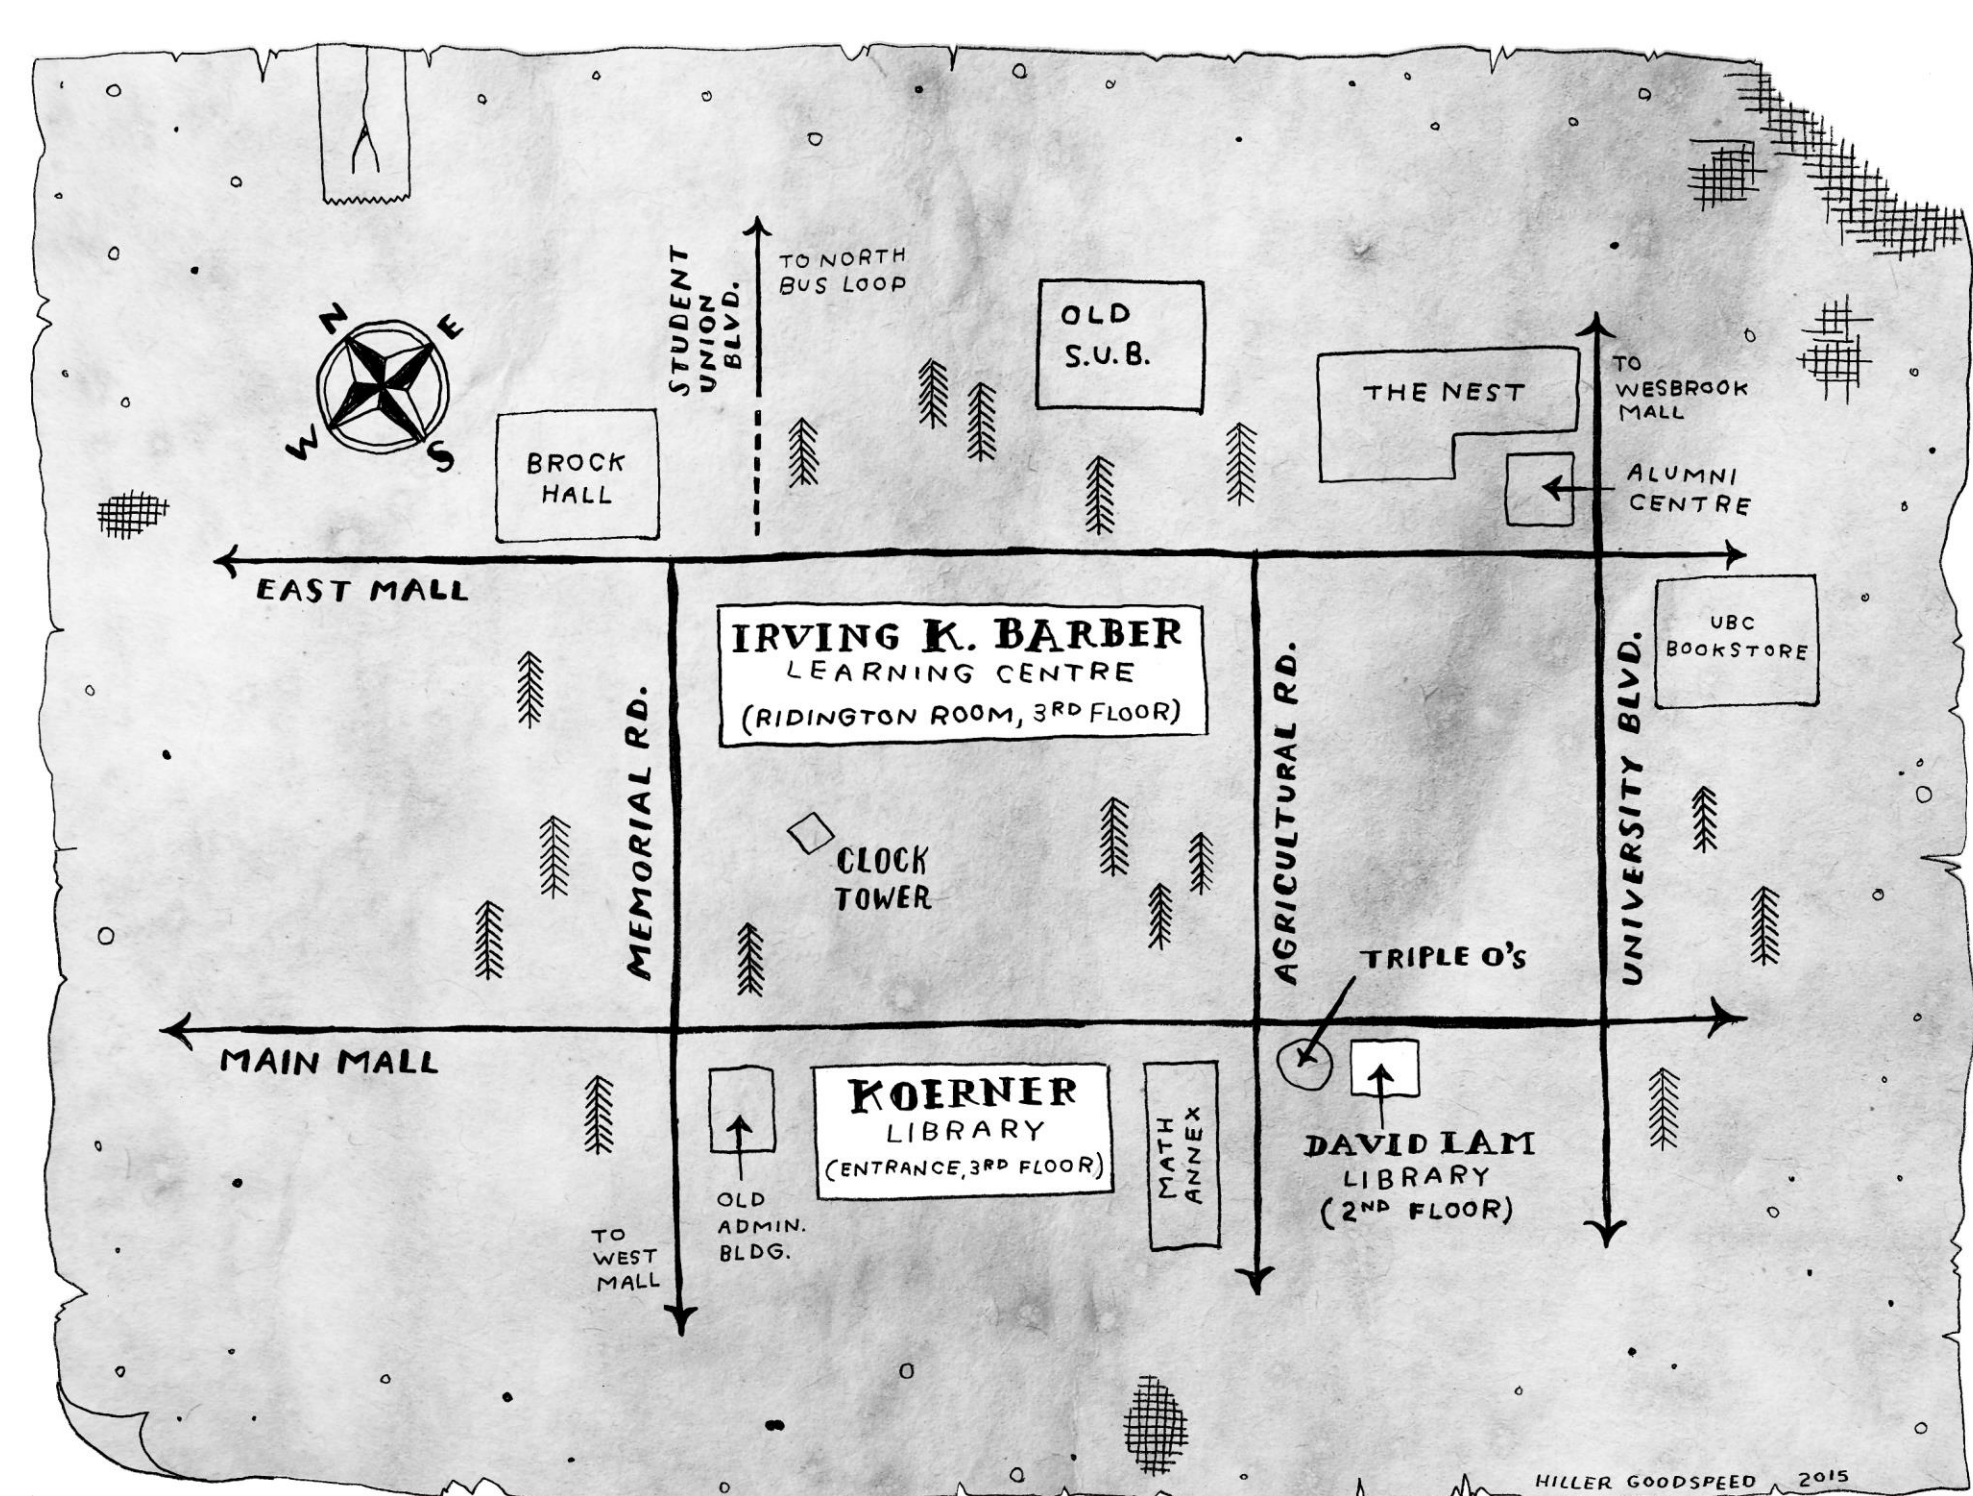 N
E
W
S
STUDENT
UNION
BLVD.
TO NORTH
BUS LOOP
OLD
S.U.B.
THE NEST
TO
WESBROOK
MALL
BROCK
HALL
ALUMNI
CENTRE
EAST MALL
IRVING K. BARBER
LEARNING CENTRE
(RIDINGTON ROOM, 3RD FLOOR)
UBC
BOOKSTORE
MEMORIAL RD.
AGRICULTURAL RD.
UNIVERSITY BLVD.
CLOCK
TOWER
TRIPLE O'S
MAIN MALL
KOERNER
LIBRARY
(ENTRANCE, 3RD FLOOR)
MATH
ANNEX
DAVID LAM
LIBRARY
(2ND FLOOR)
OLD
ADMIN.
BLDG.
TO
WEST
MALL
HILLER GOODSPEED 2015